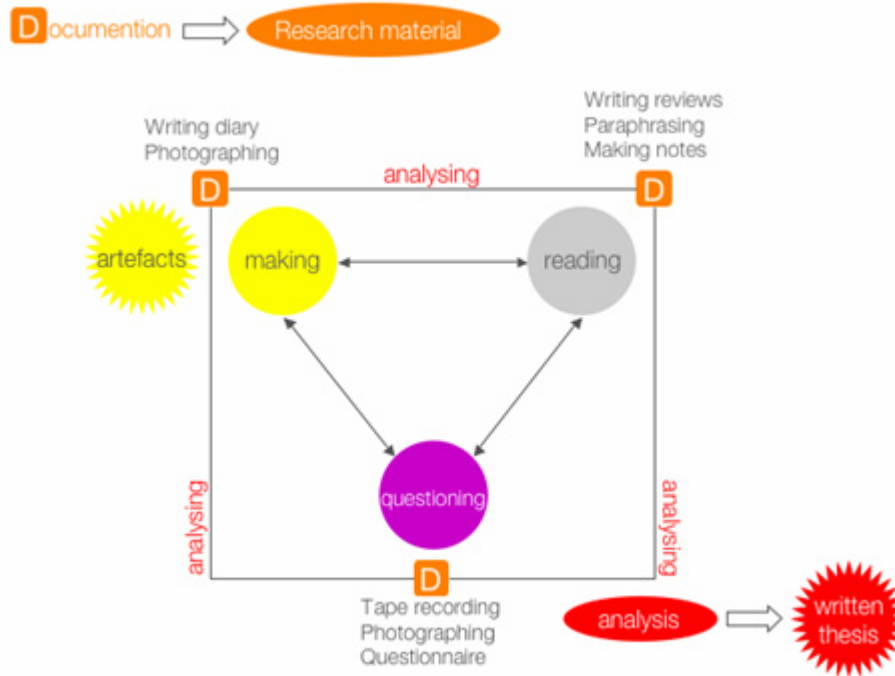 Documention
Research material
Writing diary
Photographing
Writing reviews
Paraphrasing
Making notes
D
analysing
D
artefacts
making
reading
questioning
analysing
analysing
D
Tape recording
Photographing
Questionnaire
analysis
written
thesis